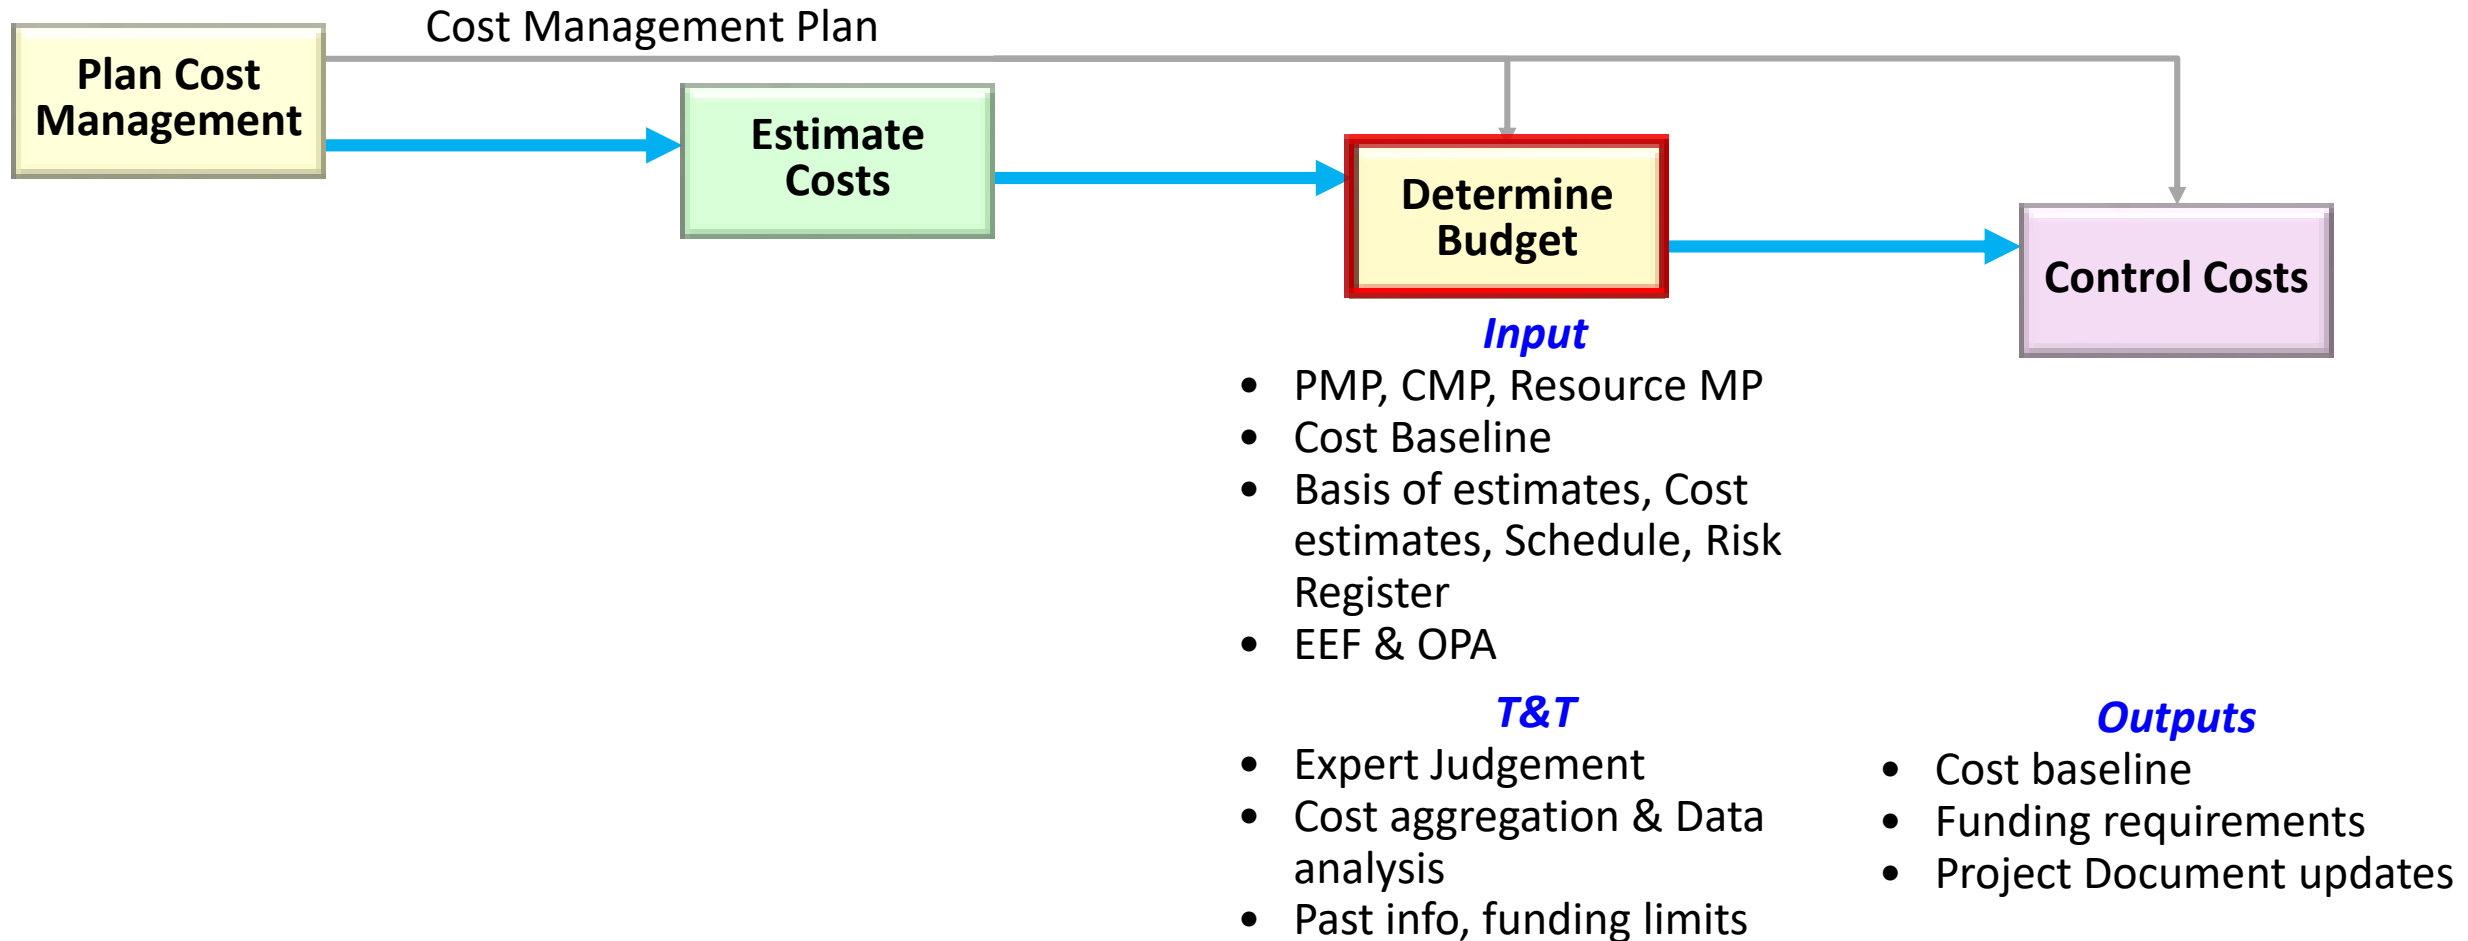 Cost Management Plan
Plan Cost
Management
Estimate
Costs
Determine
Budget
Control Costs
Input
• PMP, CMP, Resource MP
• Cost Baseline
• Basis of estimates, Cost
estimates, Schedule, Risk
Register
• EEF & OPA
T&T
• Expert Judgement
• Cost aggregation & Data
analysis
• Past info, funding limits
Outputs
• Cost baseline
• Funding requirements
• Project Document updates